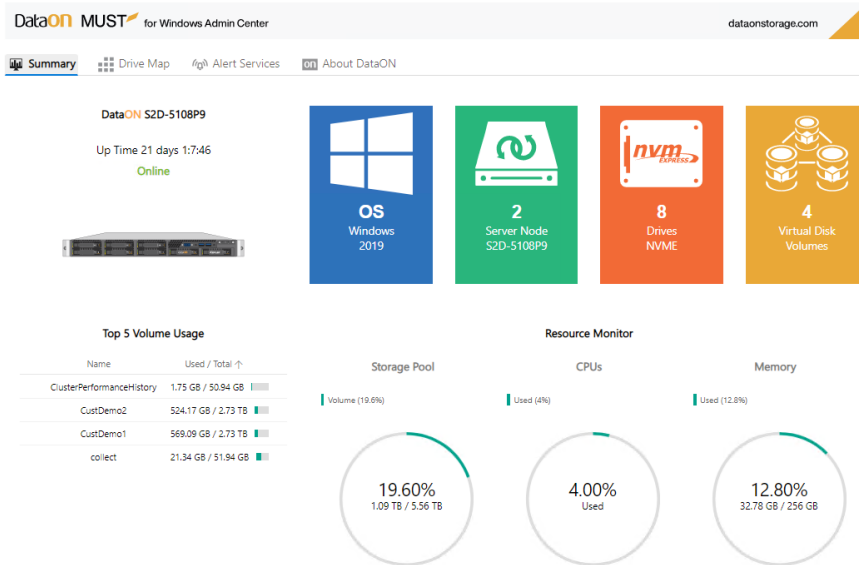 DataON MUST for Windows Admin Center
dataonstorage.com
Summary
Drive Map
Alert Services
on About DataON
DataON S2D-5108P9
Up Time 21 days 1:7:46
Online
OS
Windows
2019
2
Server Node
S2D-5108P9
nvm
EXPRESS
8
Drives
NVME
4
Virtual Disk
Volumes
Top 5 Volume Usage
Name Used / Total ↑
ClusterPerformanceHistory 1.75 GB / 50.94 GB
CustDemo2 524.17 GB / 2.73 TB
CustDemo1 569.09 GB / 2.73 TB
collect 21.34 GB / 51.94 GB
Resource Monitor
Storage Pool
Volume (19.6%)
19.60%
1.09 TB / 5.56 TB
CPUs
Used (4%)
4.00%
Used
Memory
Used (12.8%)
12.80%
32.78 GB / 256 GB